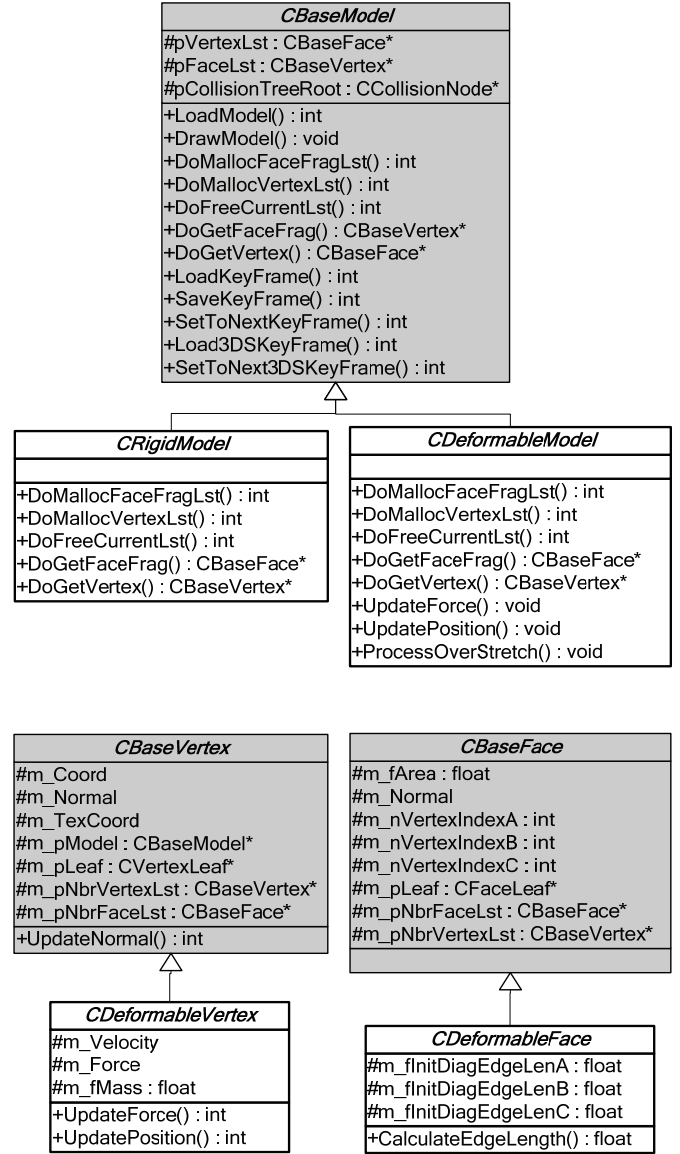 CBaseModel
#pVertexLst : CBaseFace*
#pFaceLst : CBaseVertex*
#pCollisionTreeRoot : CCollisionNode*
+LoadModel() : int
+DrawModel() : void
+DoMallocFaceFragLst() : int
+DoMallocVertexLst() : int
+DoFreeCurrentLst() : int
+DoGetFaceFrag() : CBaseVertex*
+DoGetVertex() : CBaseFace*
+LoadKeyFrame() : int
+SaveKeyFrame() : int
+SetToNextKeyFrame() : int
+Load3DSKeyFrame() : int
+SetToNext3DSKeyFrame() : int
CRigidModel
+DoMallocFaceFragLst() : int
+DoMallocVertexLst() : int
+DoFreeCurrentLst() : int
+DoGetFaceFrag() : CBaseFace*
+DoGetVertex() : CBaseVertex*
CDeformableModel
+DoMallocFaceFragLst() : int
+DoMallocVertexLst() : int
+DoFreeCurrentLst() : int
+DoGetFaceFrag() : CBaseFace*
+DoGetVertex() : CBaseVertex*
+UpdateForce() : void
+UpdatePosition() : void
+ProcessOverStretch() : void
CBaseVertex
#m_Coord
#m_Normal
#m_TexCoord
#m_pModel : CBaseModel*
#m_pLeaf : CVertexLeaf*
#m_pNbrVertexLst : CBaseVertex*
#m_pNbrFaceLst : CBaseFace*
+UpdateNormal() : int
CBaseFace
#m_fArea : float
#m_Normal
#m_nVertexIndexA : int
#m_nVertexIndexB : int
#m_nVertexIndexC : int
#m_pLeaf : CFaceLeaf*
#m_pNbrFaceLst : CBaseFace*
#m_pNbrVertexLst : CBaseVertex*
CDeformableVertex
#m_Velocity
#m_Force
#m_fMass : float
+UpdateForce() : int
+UpdatePosition() : int
CDeformableFace
#m_fInitDiagEdgeLenA : float
#m_fInitDiagEdgeLenB : float
#m_fInitDiagEdgeLenC : float
+CalculateEdgeLength() : float